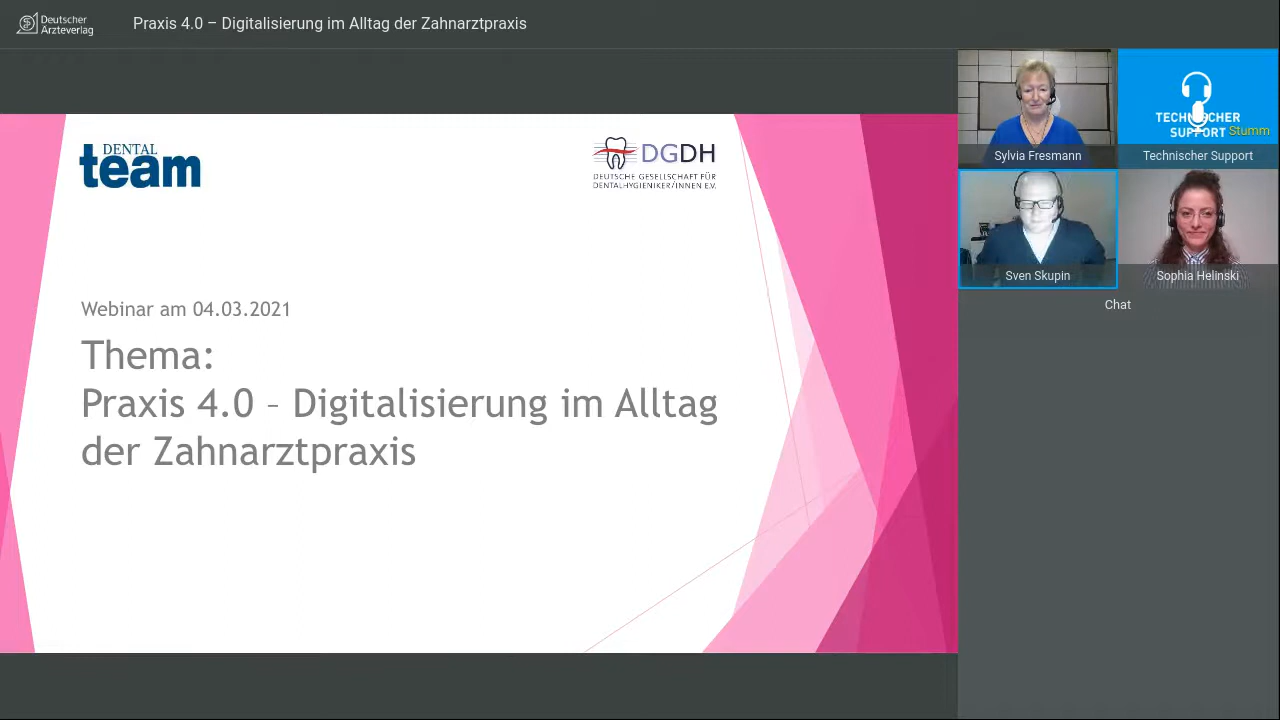 Deutscher
Ärzteverlag
Praxis 4.0 – Digitalisierung im Alltag der Zahnarztpraxis
DENTAL
team
DGDH
DEUTSCHE GESELLSCHAFT FÜR
DENTALHYGIENIKER/INNEN E.V.
Webinar am 04.03.2021
Thema:
Praxis 4.0 – Digitalisierung im Alltag
der Zahnarztpraxis
Sylvia Fresmann
TECHNISCHER
SUPPORT
Stumm
Technischer Support
Sven Skupin
Sophia Helinski
Chat